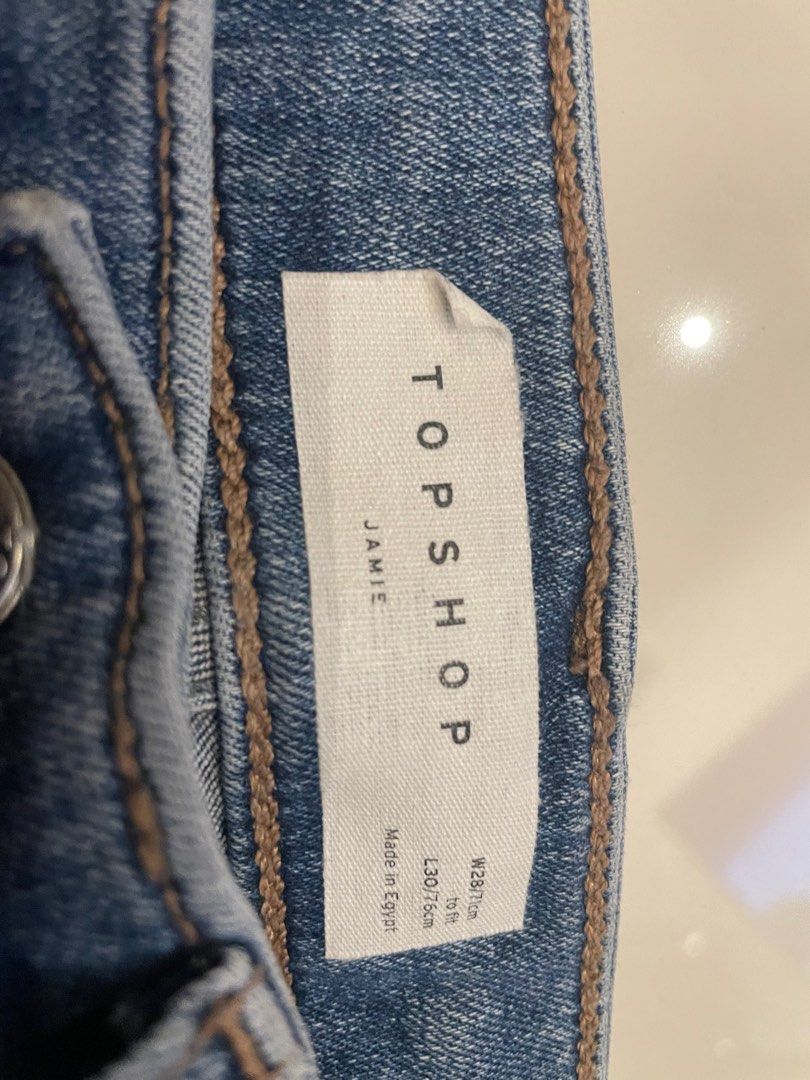 TOPSHOP
JAMIE
W28/71cm
to fit
L30/76cm
Made in Egypt